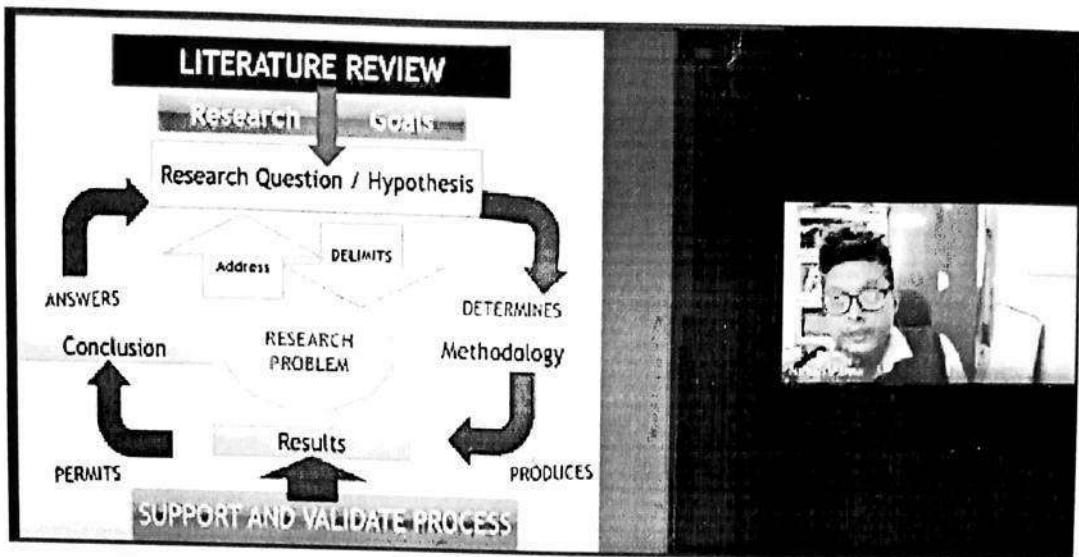 LITERATURE REVIEW
Research Goals
Research Question / Hypothesis
Address
DELIMITS
ANSWERS
DETERMINES
Conclusion
RESEARCH
PROBLEM
Methodology
Results
PERMITS
PRODUCES
SUPPORT AND VALIDATE PROCESS